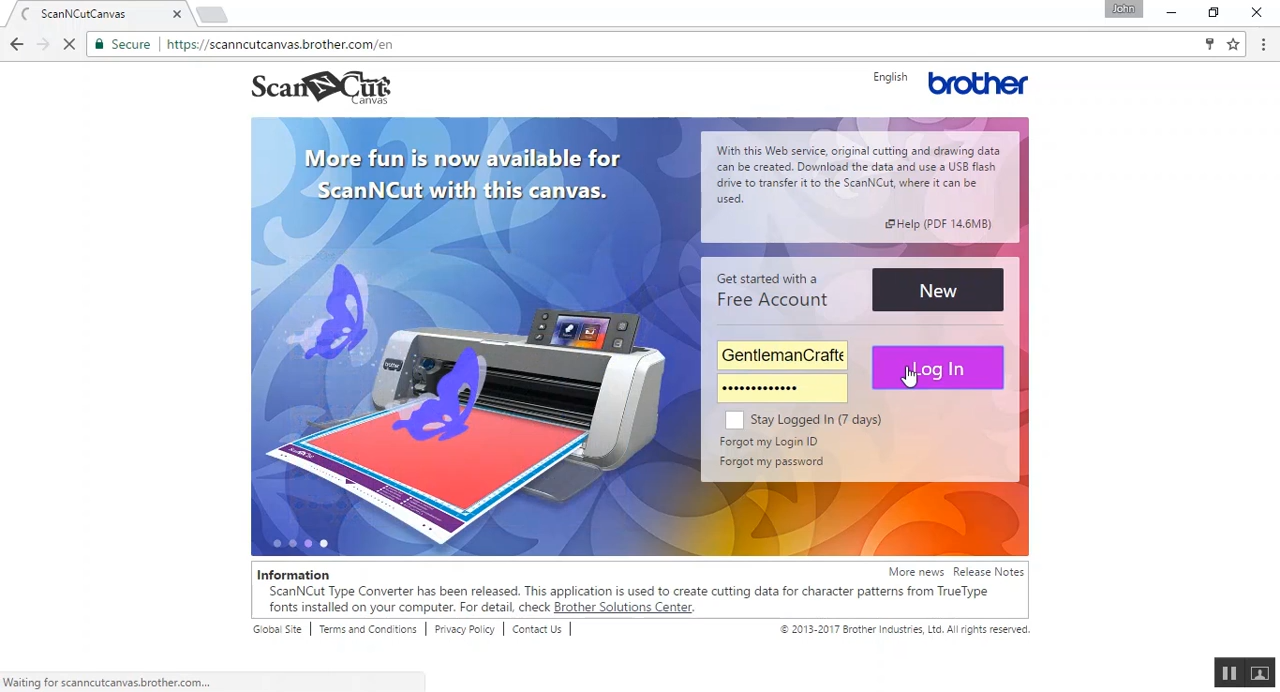 ScanNCutCanvas
John
Secure
https://scanncutcanvas.brother.com/en
ScanNCut
Canvas
English
brother
More fun is now available for
ScanNCut with this canvas.
With this Web service, original cutting and drawing data
can be created. Download the data and use a USB flash
drive to transfer it to the ScanNCut, where it can be
used.
Help (PDF 14.6MB)
Get started with a
Free Account
New
GentlemanCrafte
•••••••••••••
Log In
Stay Logged In (7 days)
Forgot my Login ID
Forgot my password
brother
Information
More news Release Notes
ScanNCut Type Converter has been released. This application is used to create cutting data for character patterns from TrueType
fonts installed on your computer. For detail, check Brother Solutions Center.
Global Site | Terms and Conditions | Privacy Policy | Contact Us |
© 2013-2017 Brother Industries, Ltd. All rights reserved.
Waiting for scanncutcanvas.brother.com...